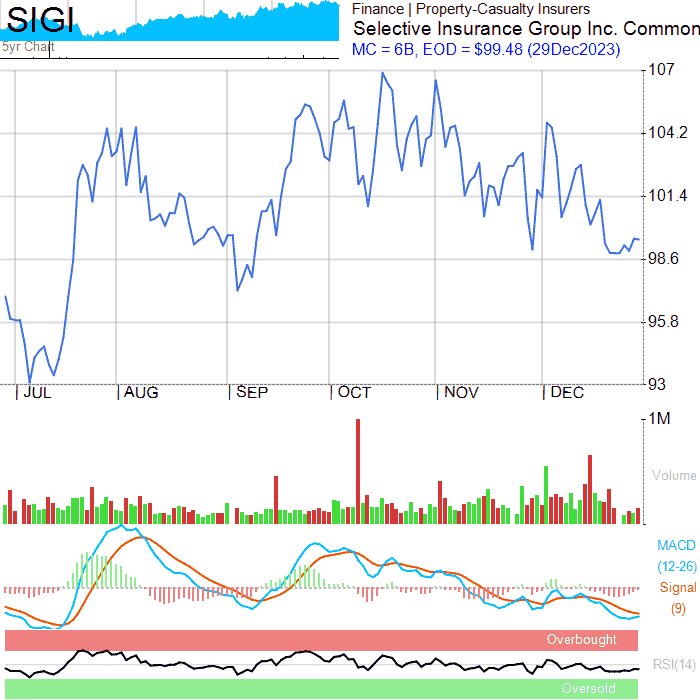 SIGI
5yr Chart
Finance | Property-Casualty Insurers
Selective Insurance Group Inc. Common
MC = 6B, EOD = $99.48 (29Dec2023)
107
104.2
101.4
98.6
95.8
93
JUL AUG SEP OCT NOV DEC
1M
Volume
MACD
(12-26)
Signal
(9)
Overbought
RSI(14)
Oversold